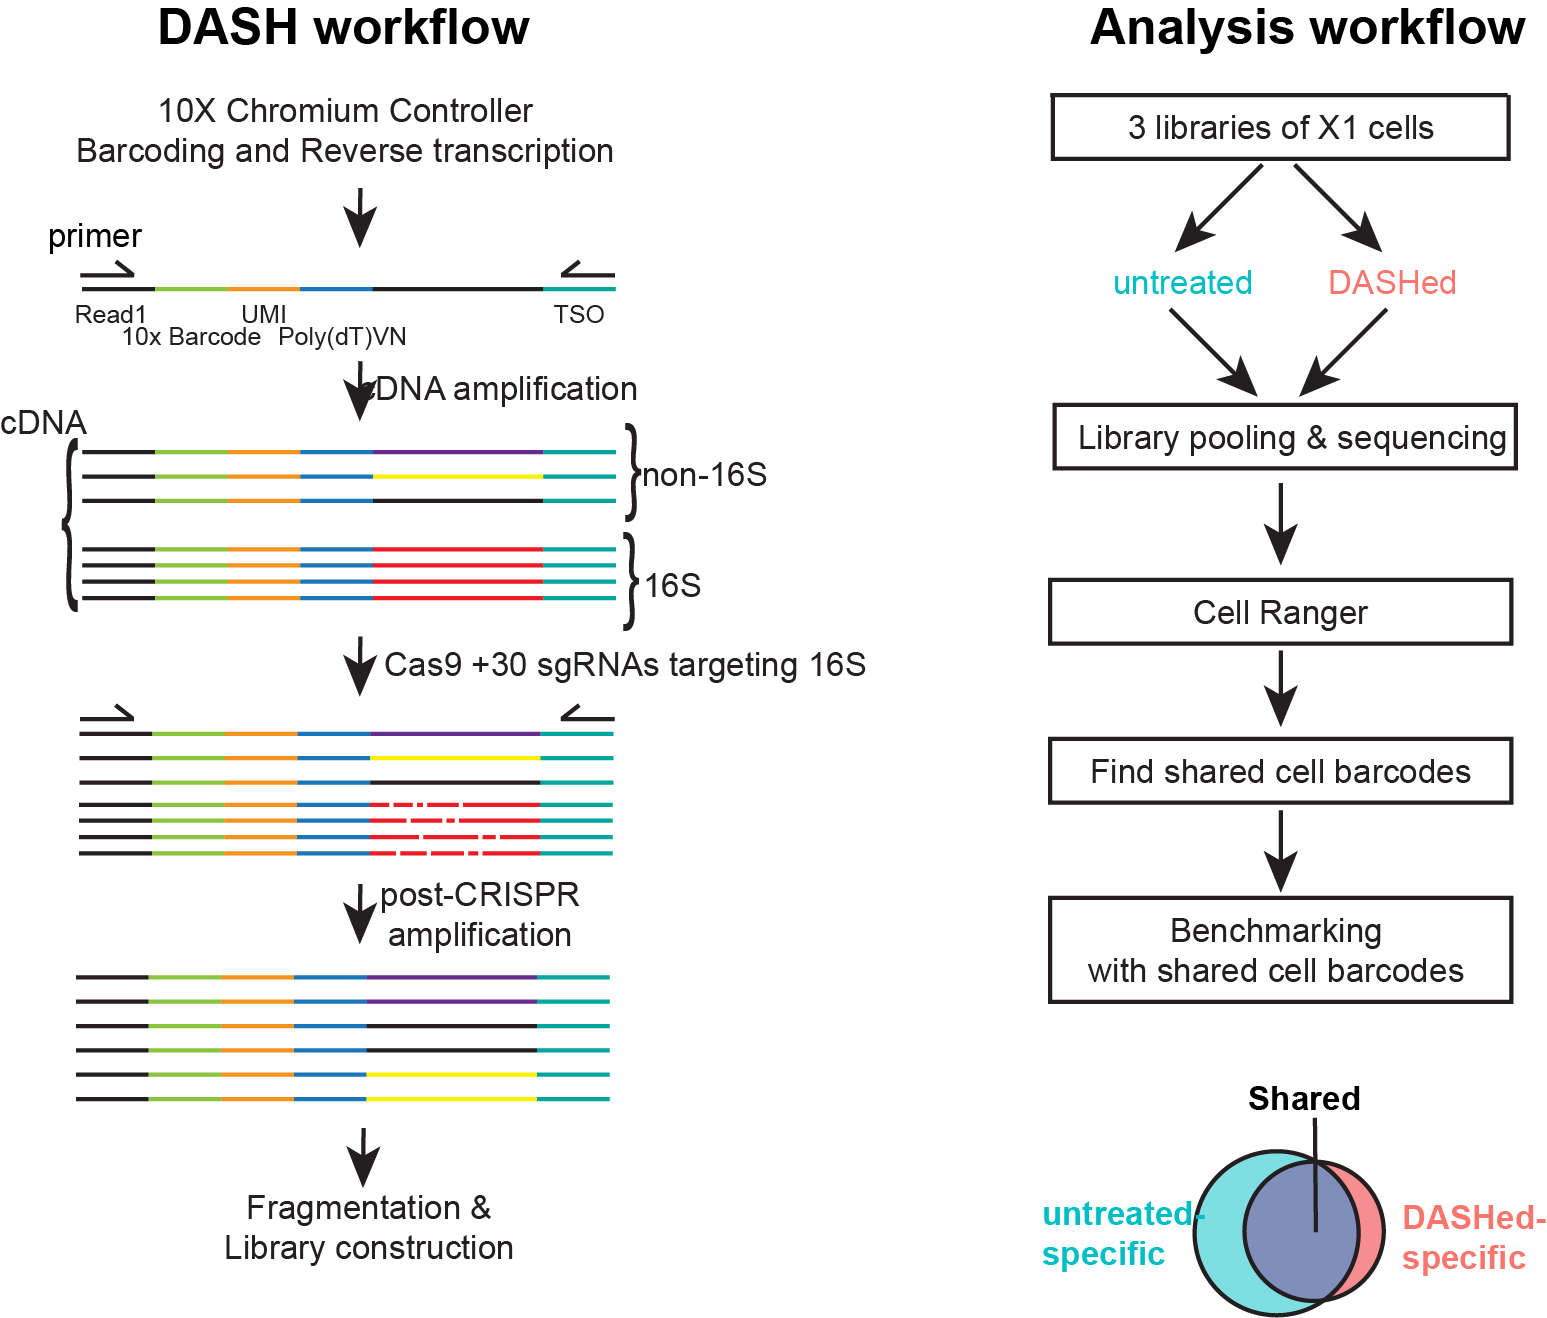 DASH workflow
10X Chromium Controller
Barcoding and Reverse transcription
primer
Read1
UMI
TSO
10x Barcode
Poly(dT)VN
cDNA amplification
cDNA
non-16S
16S
Cas9 +30 sgRNAs targeting 16S
post-CRISPR
amplification
Fragmentation &
Library construction
Analysis workflow
3 libraries of X1 cells
untreated
DASHed
Library pooling & sequencing
Cell Ranger
Find shared cell barcodes
Benchmarking
with shared cell barcodes
Shared
untreated-
specific
DASHed-
specific